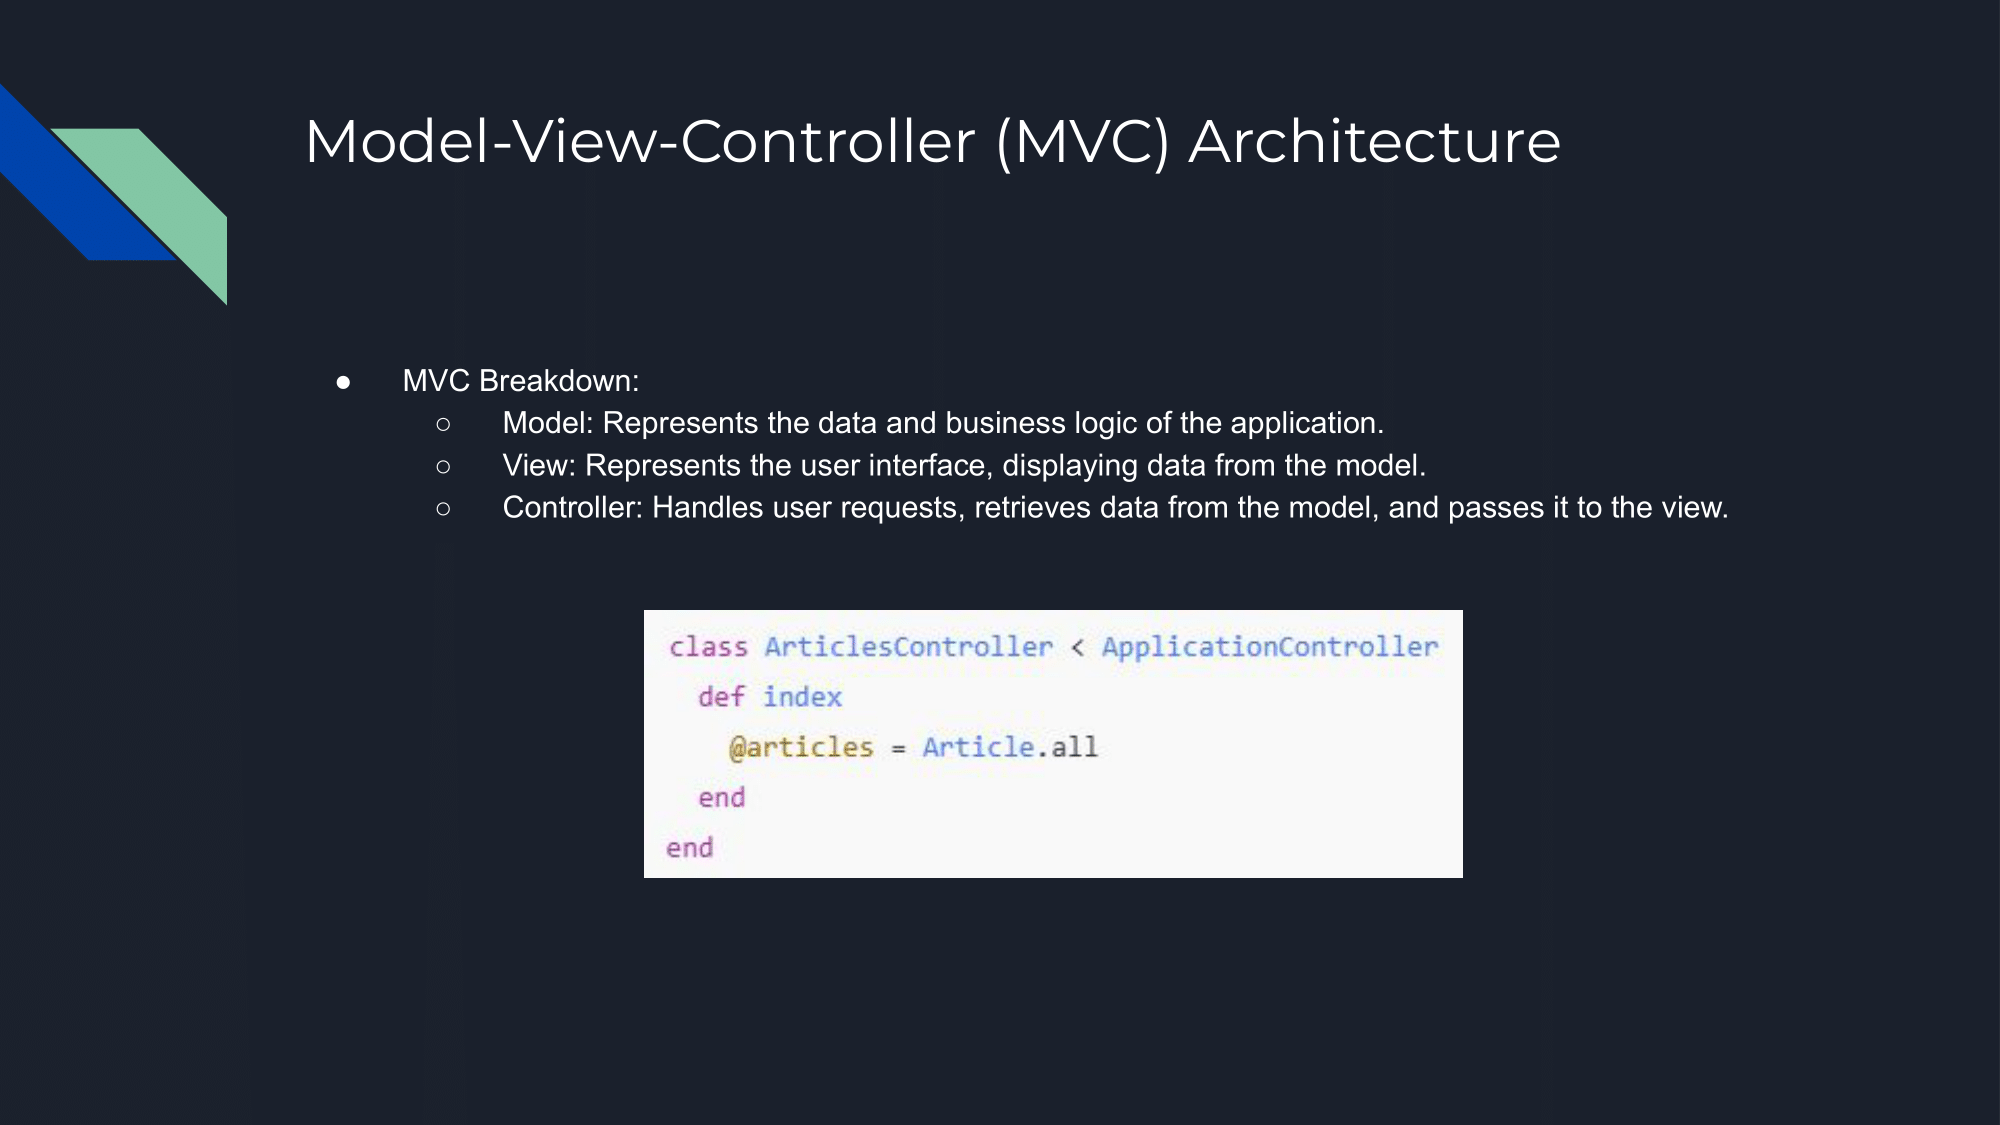 Model-View-Controller (MVC) Architecture
● MVC Breakdown:
○ Model: Represents the data and business logic of the application.
○ View: Represents the user interface, displaying data from the model.
○ Controller: Handles user requests, retrieves data from the model, and passes it to the view.
class ArticlesController < ApplicationController
  def index
    @articles = Article.all
  end
end